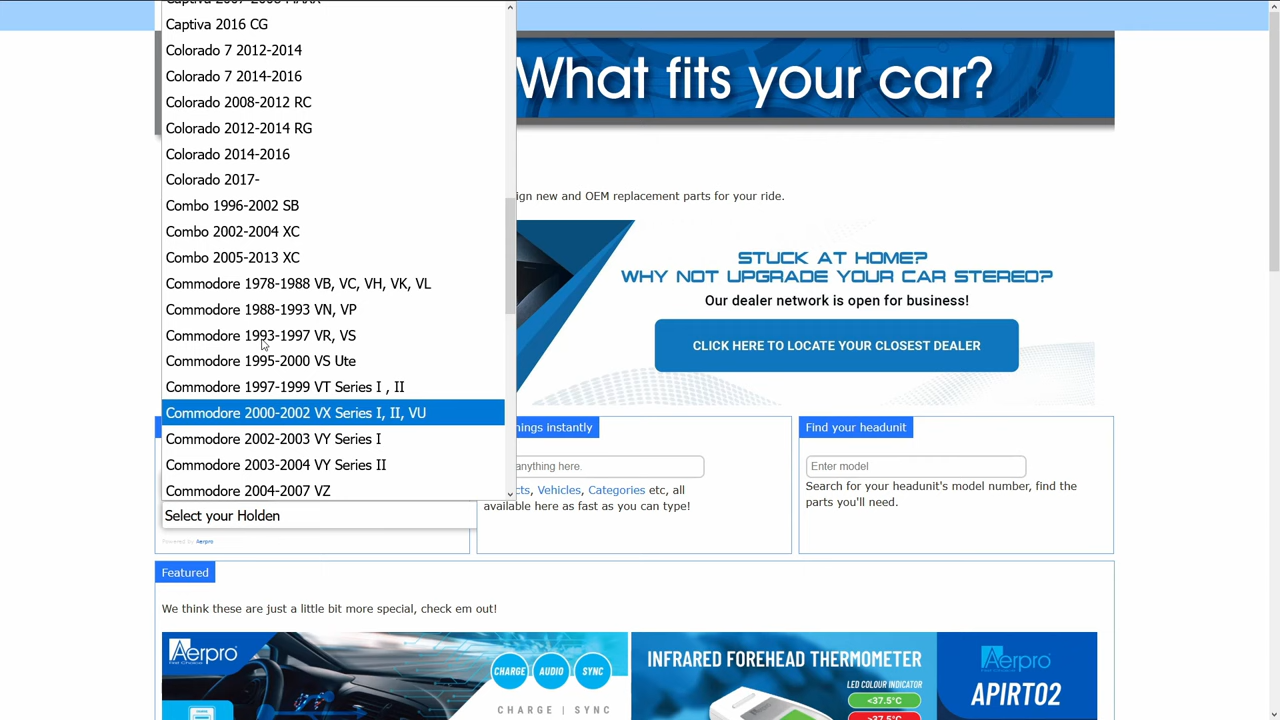 Captiva 2016 CG
Colorado 7 2012-2014
Colorado 7 2014-2016
Colorado 2008-2012 RC
Colorado 2012-2014 RG
Colorado 2014-2016
Colorado 2017-
Combo 1996-2002 SB
Combo 2002-2004 XC
Combo 2005-2013 XC
Commodore 1978-1988 VB, VC, VH, VK, VL
Commodore 1988-1993 VN, VP
Commodore 1993-1997 VR, VS
Commodore 1995-2000 VS Ute
Commodore 1997-1999 VT Series I , II
Commodore 2000-2002 VX Series I, II, VU
Commodore 2002-2003 VY Series I
Commodore 2003-2004 VY Series II
Commodore 2004-2007 VZ
Select your Holden
Powered by Aerpro
What fits your car?
new and OEM replacement parts for your ride.
STUCK AT HOME?
WHY NOT UPGRADE YOUR CAR STEREO?
Our dealer network is open for business!
CLICK HERE TO LOCATE YOUR CLOSEST DEALER
instantly
anything here.
Vehicles, Categories etc, all
available here as fast as you can type!
Find your headunit
Enter model
Search for your headunit's model number, find the
parts you'll need.
Featured
We think these are just a little bit more special, check em out!
Aerpro
CHARGE AUDIO SYNC
CHARGE | SYNC
INFRARED FOREHEAD THERMOMETER
LED COLOUR INDICATOR
<37.5°C
Aerpro
APIRT02